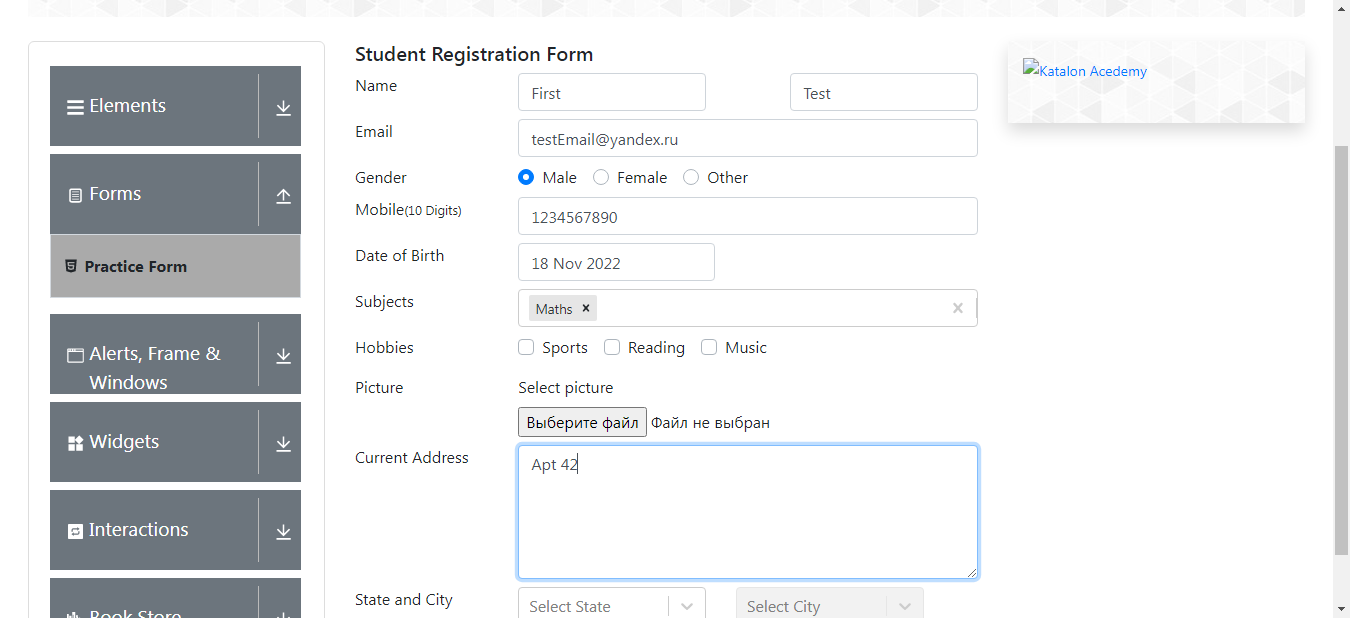 Elements
Forms
Practice Form
Alerts, Frame &
Windows
Widgets
Interactions
Book Store
Student Registration Form
Name
First
Test
Email
testEmail@yandex.ru
Gender
Male
Female
Other
Mobile(10 Digits)
1234567890
Date of Birth
18 Nov 2022
Subjects
Maths
Hobbies
Sports
Reading
Music
Picture
Select picture
Выберите файл Файл не выбран
Current Address
Apt 42
State and City
Select State
Select City
Katalon Acedemy